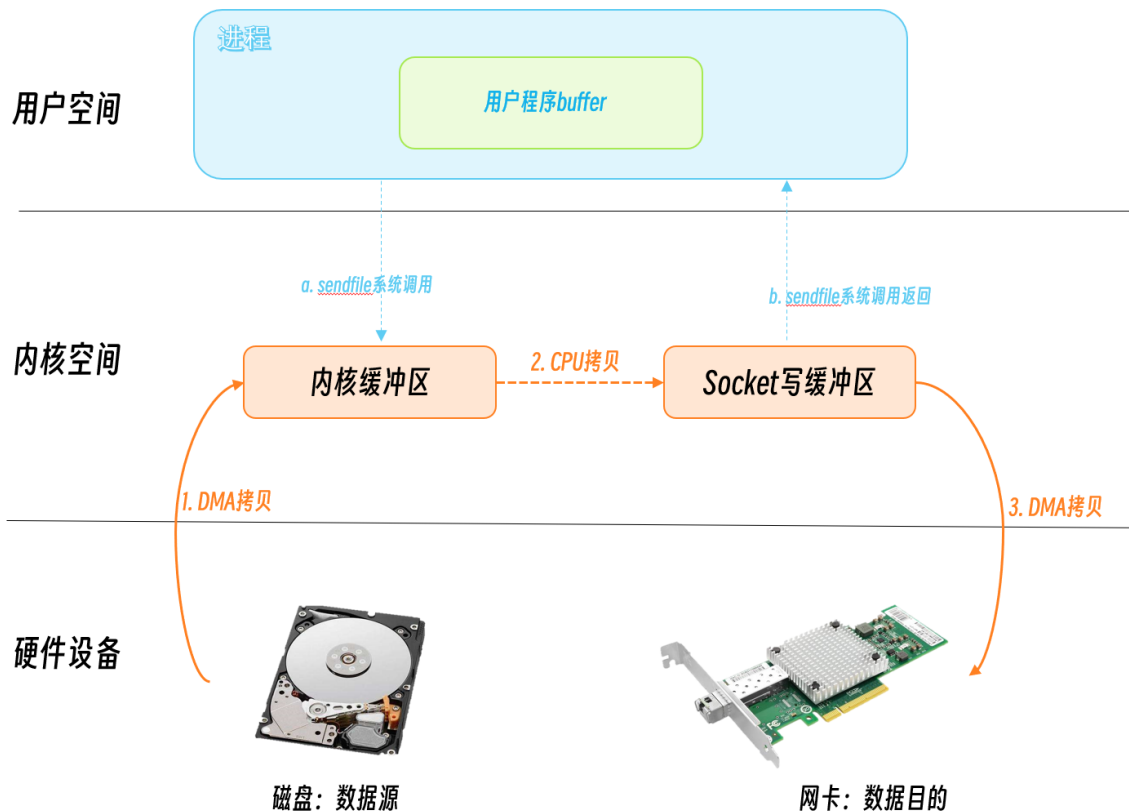 进程
用户程序buffer
用户空间
a. sendfile系统调用
b. sendfile系统调用返回
内核空间
内核缓冲区
2. CPU拷贝
Socket写缓冲区
1. DMA拷贝
3. DMA拷贝
硬件设备
磁盘：数据源
网卡：数据目的